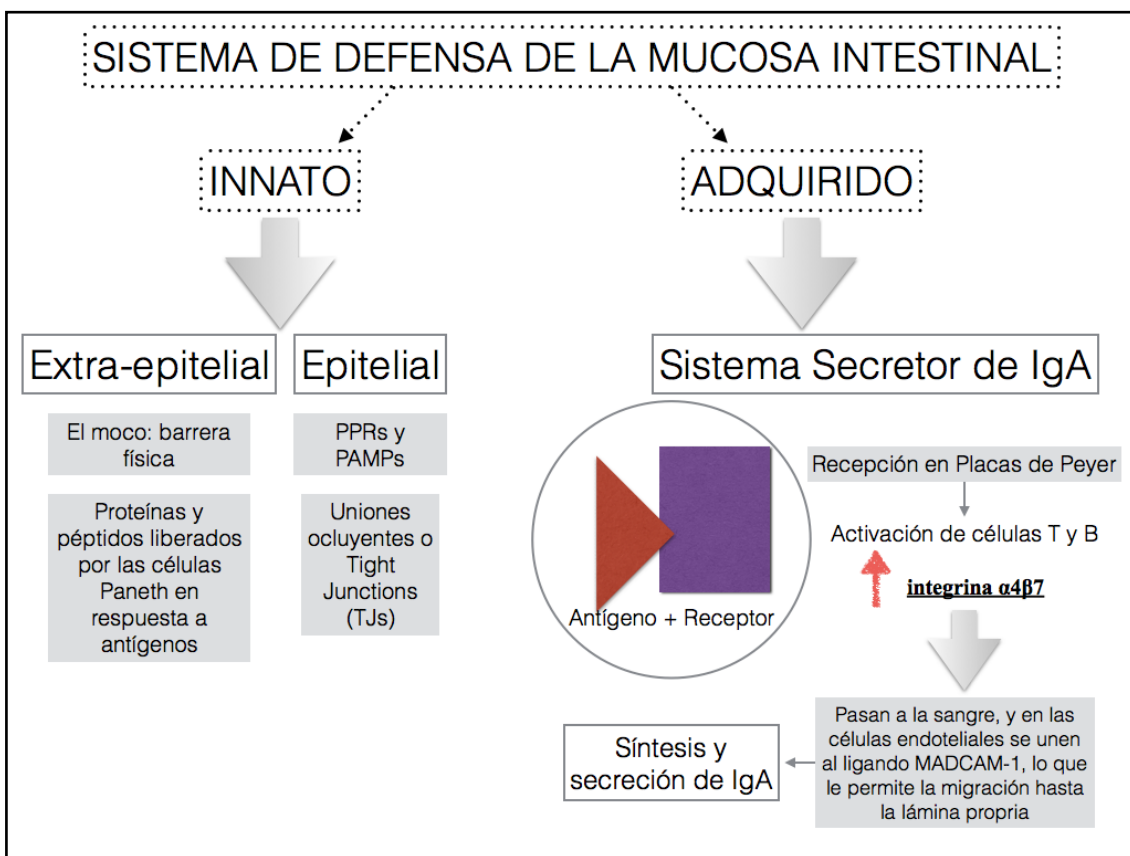 SISTEMA DE DEFENSA DE LA MUCOSA INTESTINAL
INNATO
ADQUIRIDO
Extra-epitelial
Epitelial
El moco: barrera
física
PPRs y
PAMPs
Proteínas y
péptidos liberados
por las células
Paneth en
respuesta a
antígenos
Uniones
ocluyentes o
Tight
Junctions
(TJs)
Sistema Secretor de IgA
Antígeno + Receptor
Recepción en Placas de Peyer
Activación de células T y B
integrina α4β7
Pasan a la sangre, y en las
células endoteliales se unen
al ligando MADCAM-1, lo que
le permite la migración hasta
la lámina propria
Síntesis y
secreción de IgA